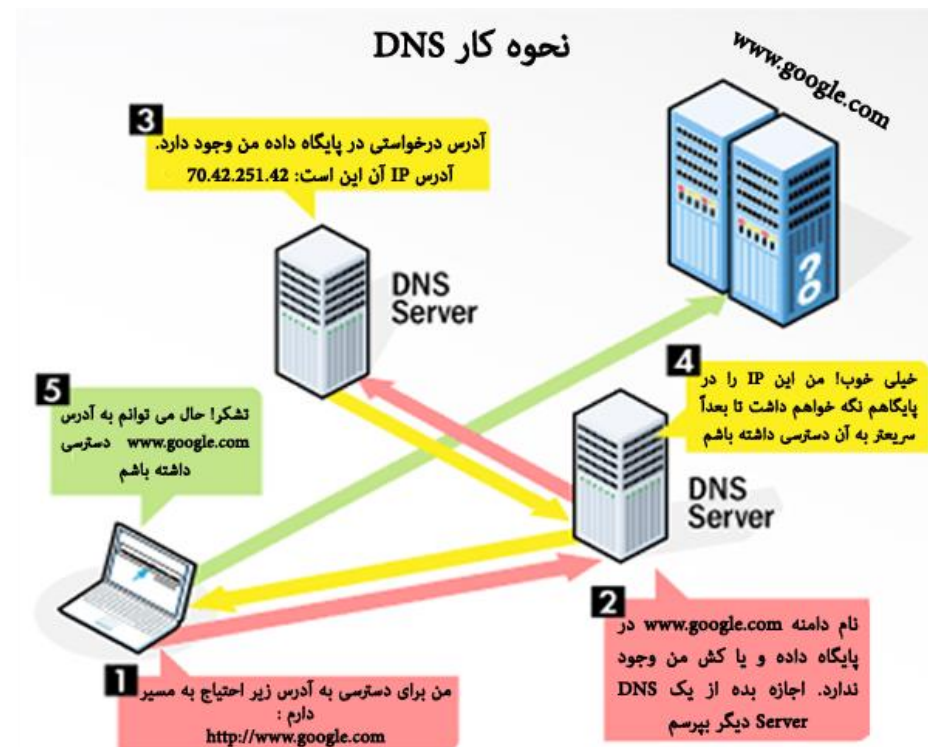 نحوه کار DNS
www.google.com
3
آدرس درخواستی در پایگاه داده من وجود دارد.
آدرس IP آن این است: 70.42.251.42
DNS
Server
4
خیلی خوب! من این IP را در
پایگاهم نگه خواهم داشت تا بعداً
سریعتر به آن دسترسی داشته باشم
5
تشکر! حال می توانم به آدرس
www.google.com دسترسی
داشته باشم
DNS
Server
2
نام دامنه www.google.com در
پایگاه داده و یا کش من وجود
ندارد. اجازه بده از یک DNS
Server دیگر بپرسم
1
من برای دسترسی به آدرس زیر احتیاج به مسیر
دارم :
http://www.google.com
?